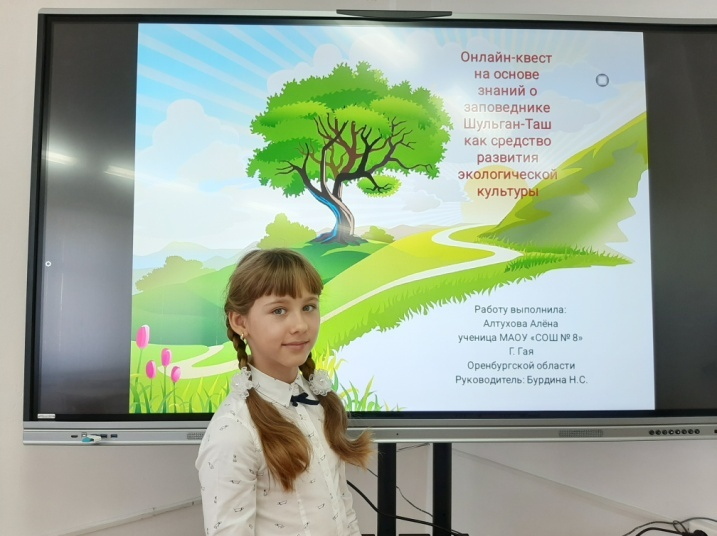 Онлайн-квест
на основе
знаний о
заповеднике
Шульган-Таш
как средство
развития
экологической
культуры
Работу выполнила:
Алтухова Алёна
ученица МАОУ «СОШ № 8»
Г. Гая
Оренбургской области
Руководитель: Бурдина Н.С.